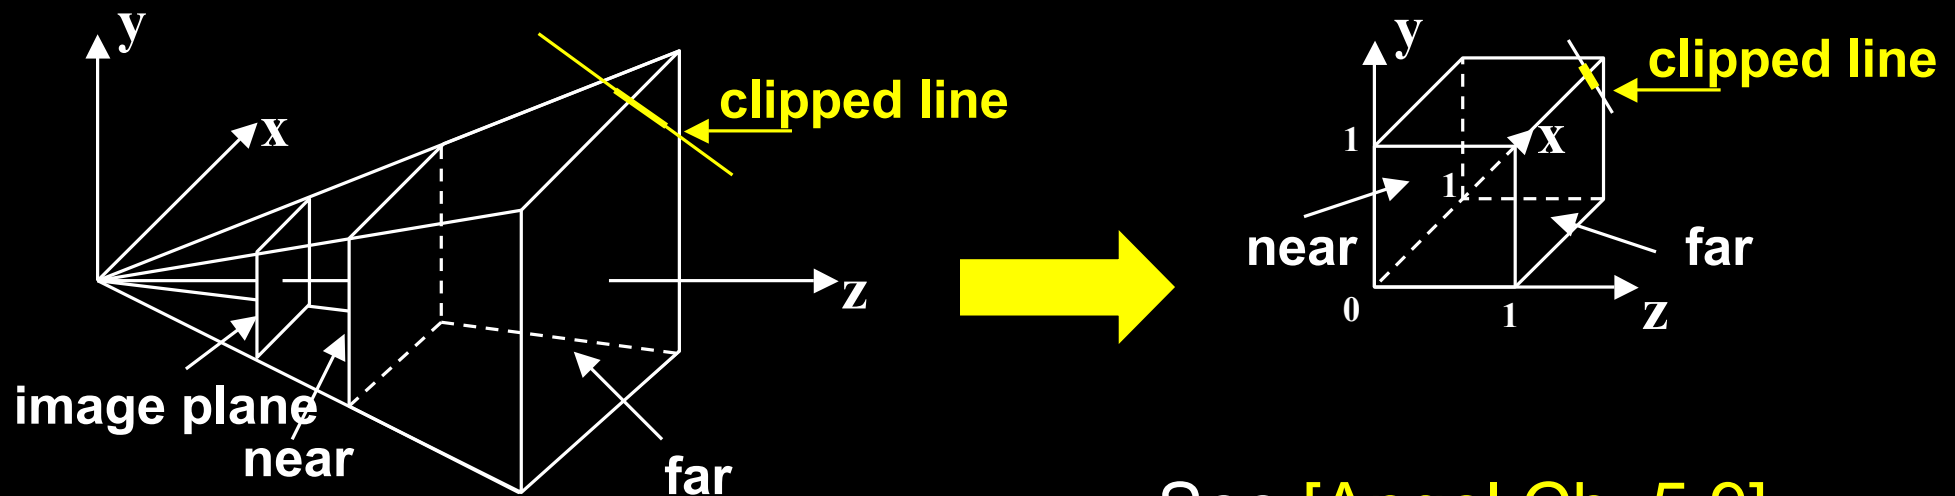 y
x
clipped line
z
image plane
near
far
y
clipped line
1
x
1
near
far
0
1
z